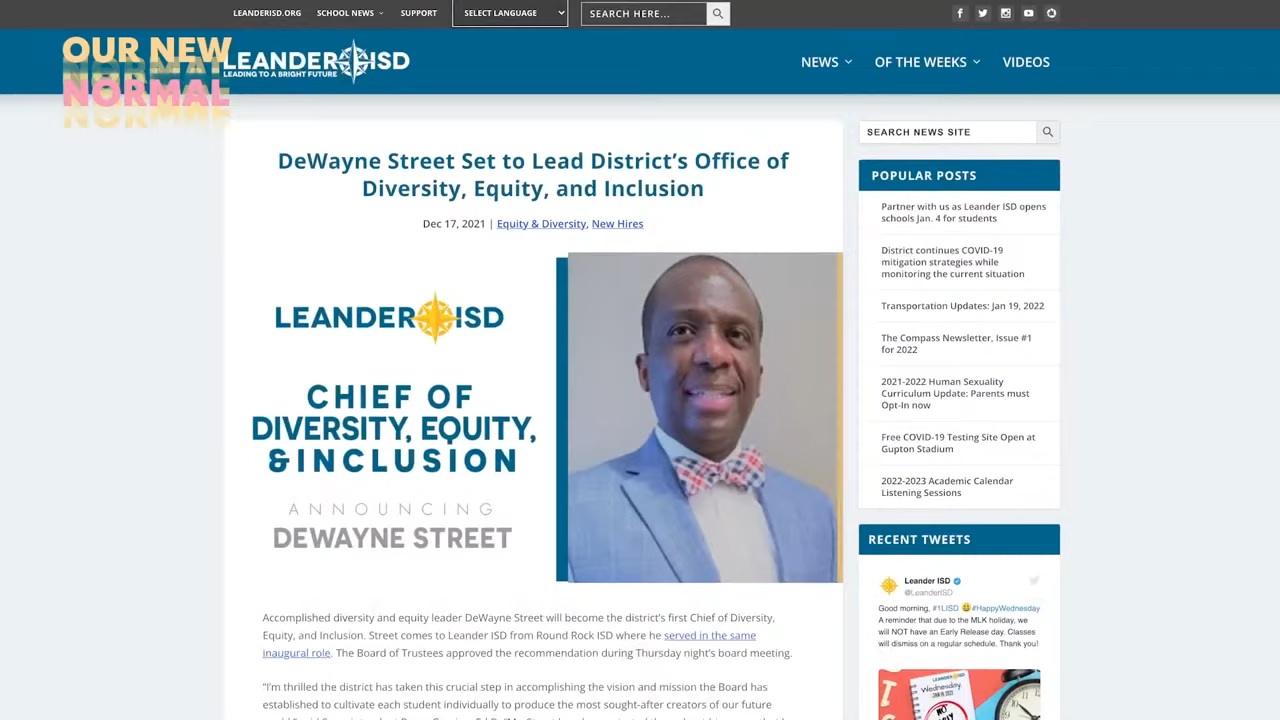 LEANDERISD.ORG SCHOOL NEWS SUPPORT SELECT LANGUAGE SEARCH HERE...
OUR NEW
NORMAL
LEANDER ISD
LEADING TO A BRIGHT FUTURE
NEWS OF THE WEEKS VIDEOS
DeWayne Street Set to Lead District's Office of
Diversity, Equity, and Inclusion
Dec 17, 2021 | Equity & Diversity, New Hires
LEANDER ISD
CHIEF OF
DIVERSITY, EQUITY,
& INCLUSION
ANNOUNCING
DEWAYNE STREET
Accomplished diversity and equity leader DeWayne Street will become the district's first Chief of Diversity,
Equity, and Inclusion. Street comes to Leander ISD from Round Rock ISD where he served in the same
inaugural role. The Board of Trustees approved the recommendation during Thursday night's board meeting.
"I'm thrilled the district has taken this crucial step in accomplishing the vision and mission the Board has
established to cultivate each student individually to produce the most sought-after creators of our future
SEARCH NEWS SITE
POPULAR POSTS
Partner with us as Leander ISD opens
schools Jan. 4 for students
District continues COVID-19
mitigation strategies while
monitoring the current situation
Transportation Updates: Jan 19, 2022
The Compass Newsletter, Issue #1
for 2022
2021-2022 Human Sexuality
Curriculum Update: Parents must
Opt-In now
Free COVID-19 Testing Site Open at
Gupton Stadium
2022-2023 Academic Calendar
Listening Sessions
RECENT TWEETS
Leander ISD
@LeanderISD
Good morning, #1LISD 😃#HappyWednesday
A reminder that due to the MLK holiday, we
will NOT have an Early Release day. Classes
will dismiss on a regular schedule. Thank you!
LEANDER ISD
Wednesday